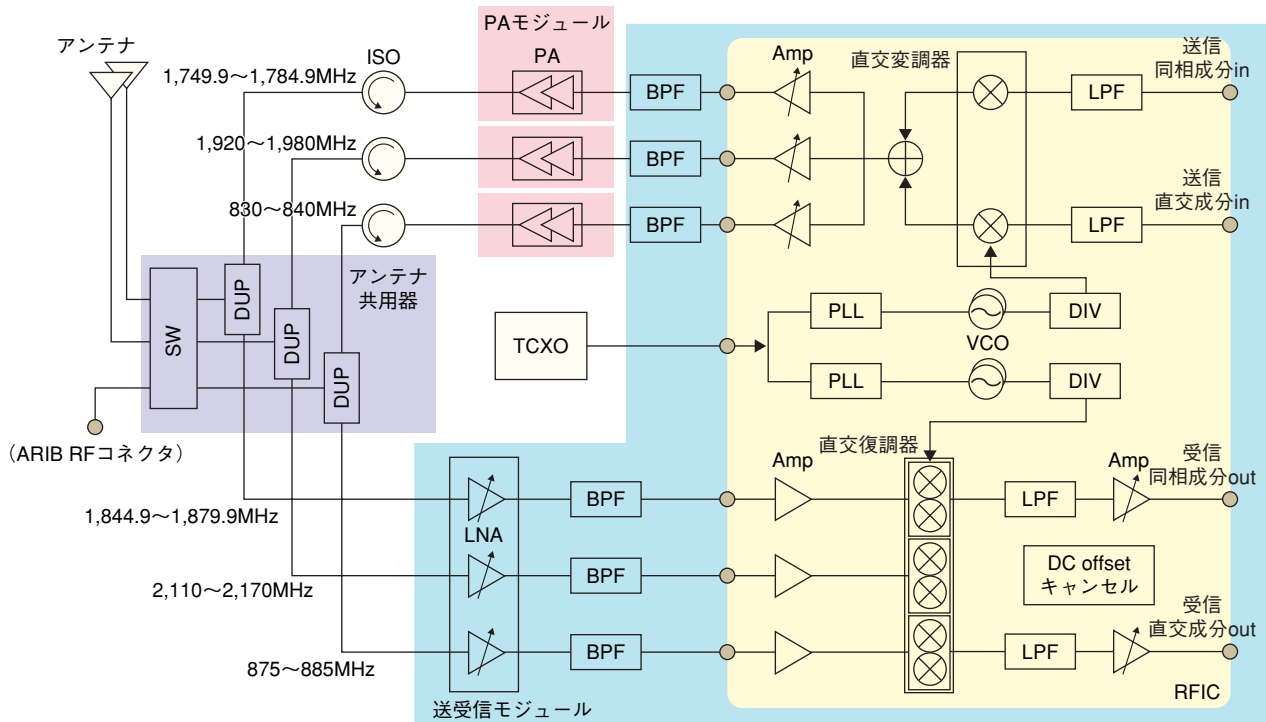 アンテナ
PAモジュール
ISO
PA
Amp
直交変調器
送信
同相成分in
1,749.9～1,784.9MHz
BPF
LPF
1,920～1,980MHz
BPF
送信
直交成分in
830～840MHz
BPF
LPF
アンテナ
共用器
DUP
DUP
DUP
SW
TCXO
PLL
VCO
DIV
PLL
DIV
（ARIB RFコネクタ）
直交復調器
Amp
Amp
受信
同相成分out
BPF
LPF
1,844.9～1,879.9MHz
LNA
BPF
DC offset
キャンセル
2,110～2,170MHz
受信
直交成分out
BPF
LPF
875～885MHz
送受信モジュール
RFIC